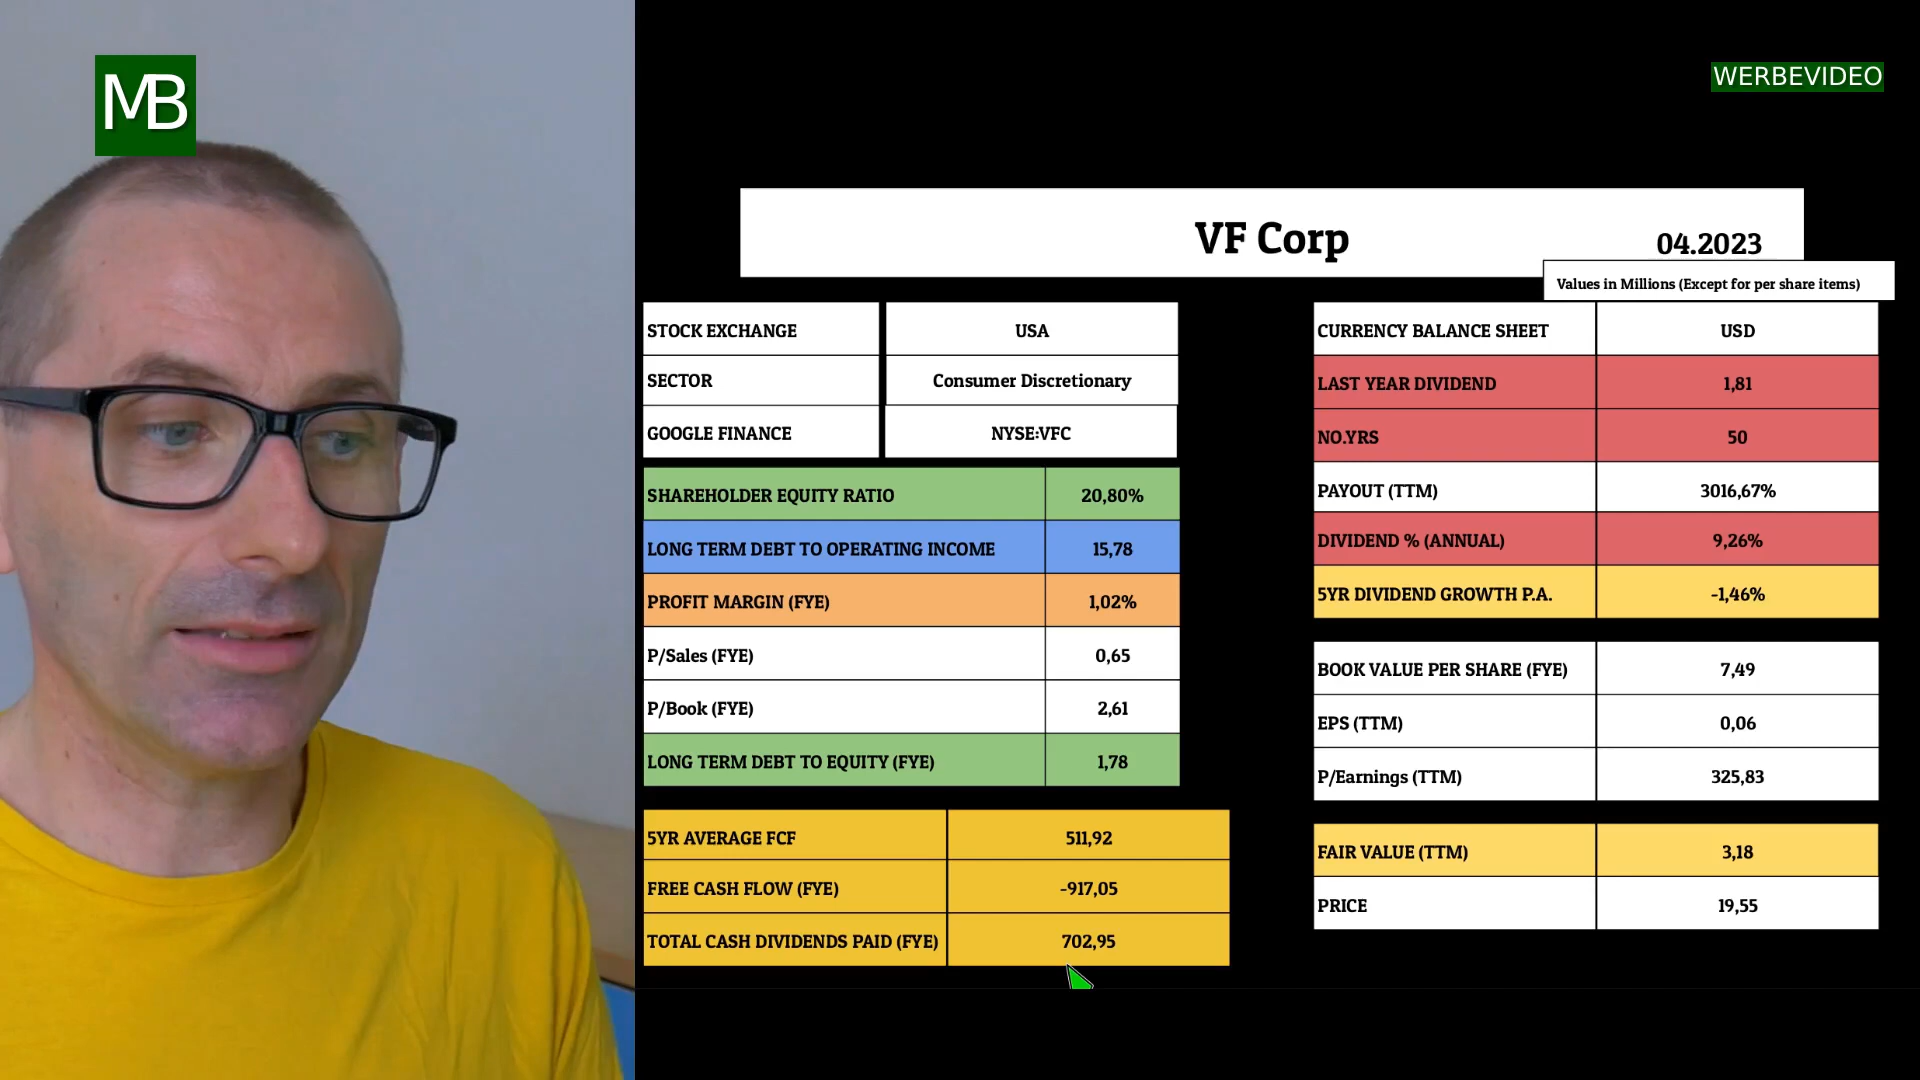 MB
WERBEVIDEO
VF Corp
04.2023
Values in Millions (Except for per share items)
STOCK EXCHANGE USA
SECTOR Consumer Discretionary
GOOGLE FINANCE NYSE:VFC
SHAREHOLDER EQUITY RATIO 20,80%
LONG TERM DEBT TO OPERATING INCOME 15,78
PROFIT MARGIN (FYE) 1,02%
P/Sales (FYE) 0,65
P/Book (FYE) 2,61
LONG TERM DEBT TO EQUITY (FYE) 1,78
5YR AVERAGE FCF 511,92
FREE CASH FLOW (FYE) -917,05
TOTAL CASH DIVIDENDS PAID (FYE) 702,95
CURRENCY BALANCE SHEET USD
LAST YEAR DIVIDEND 1,81
NO.YRS 50
PAYOUT (TTM) 3016,67%
DIVIDEND % (ANNUAL) 9,26%
5YR DIVIDEND GROWTH P.A. -1,46%
BOOK VALUE PER SHARE (FYE) 7,49
EPS (TTM) 0,06
P/Earnings (TTM) 325,83
FAIR VALUE (TTM) 3,18
PRICE 19,55